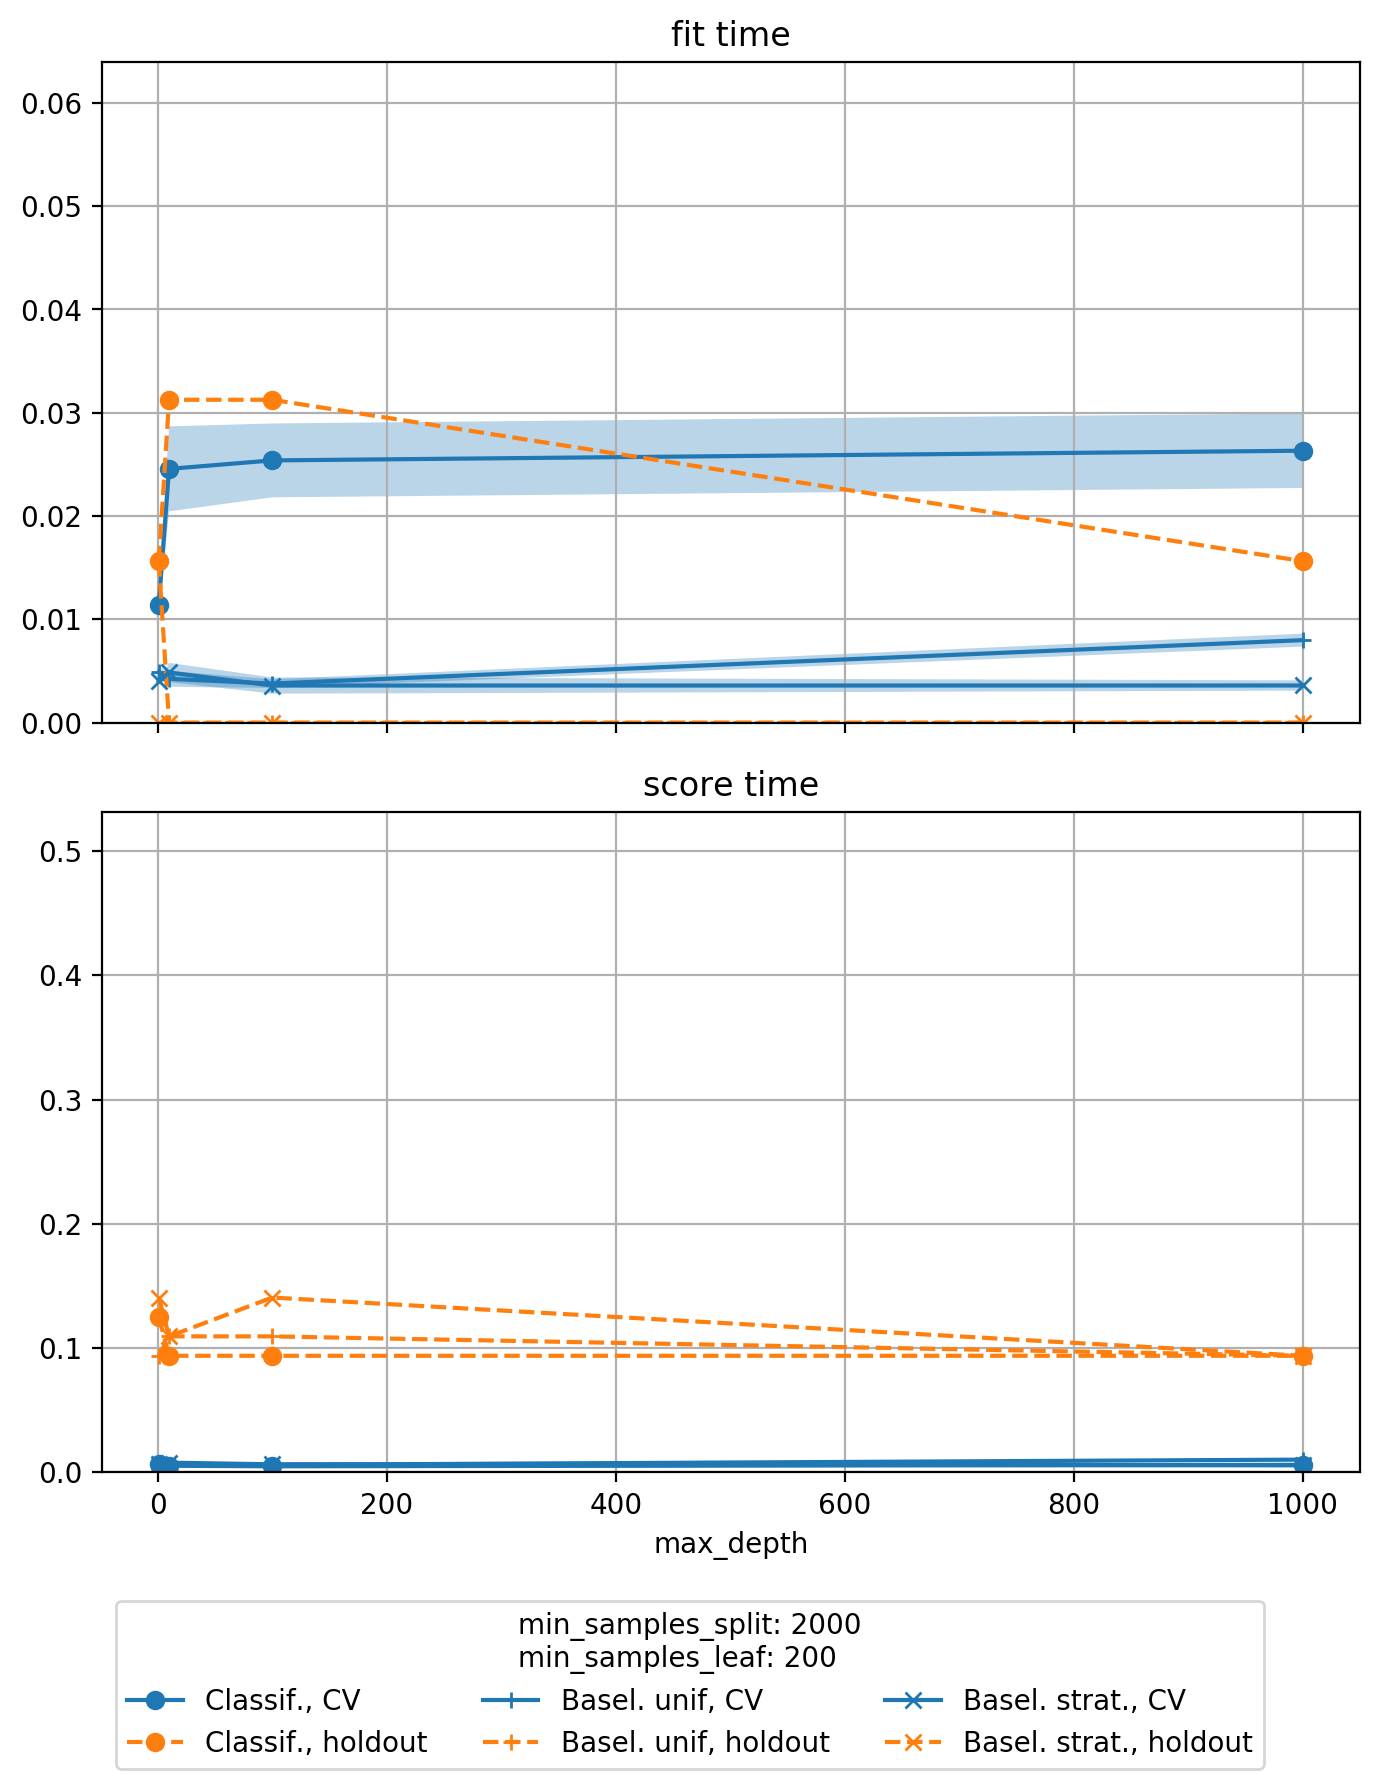 fit time
0.06
0.05
0.04
0.03
0.02
0.01
0.00
score time
0.5
0.4
0.3
0.2
0.1
0.0
0 200 400 600 800 1000
max_depth
min_samples_split: 2000
min_samples_leaf: 200
Classif., CV Basel. unif, CV Basel. strat., CV
Classif., holdout Basel. unif, holdout Basel. strat., holdout